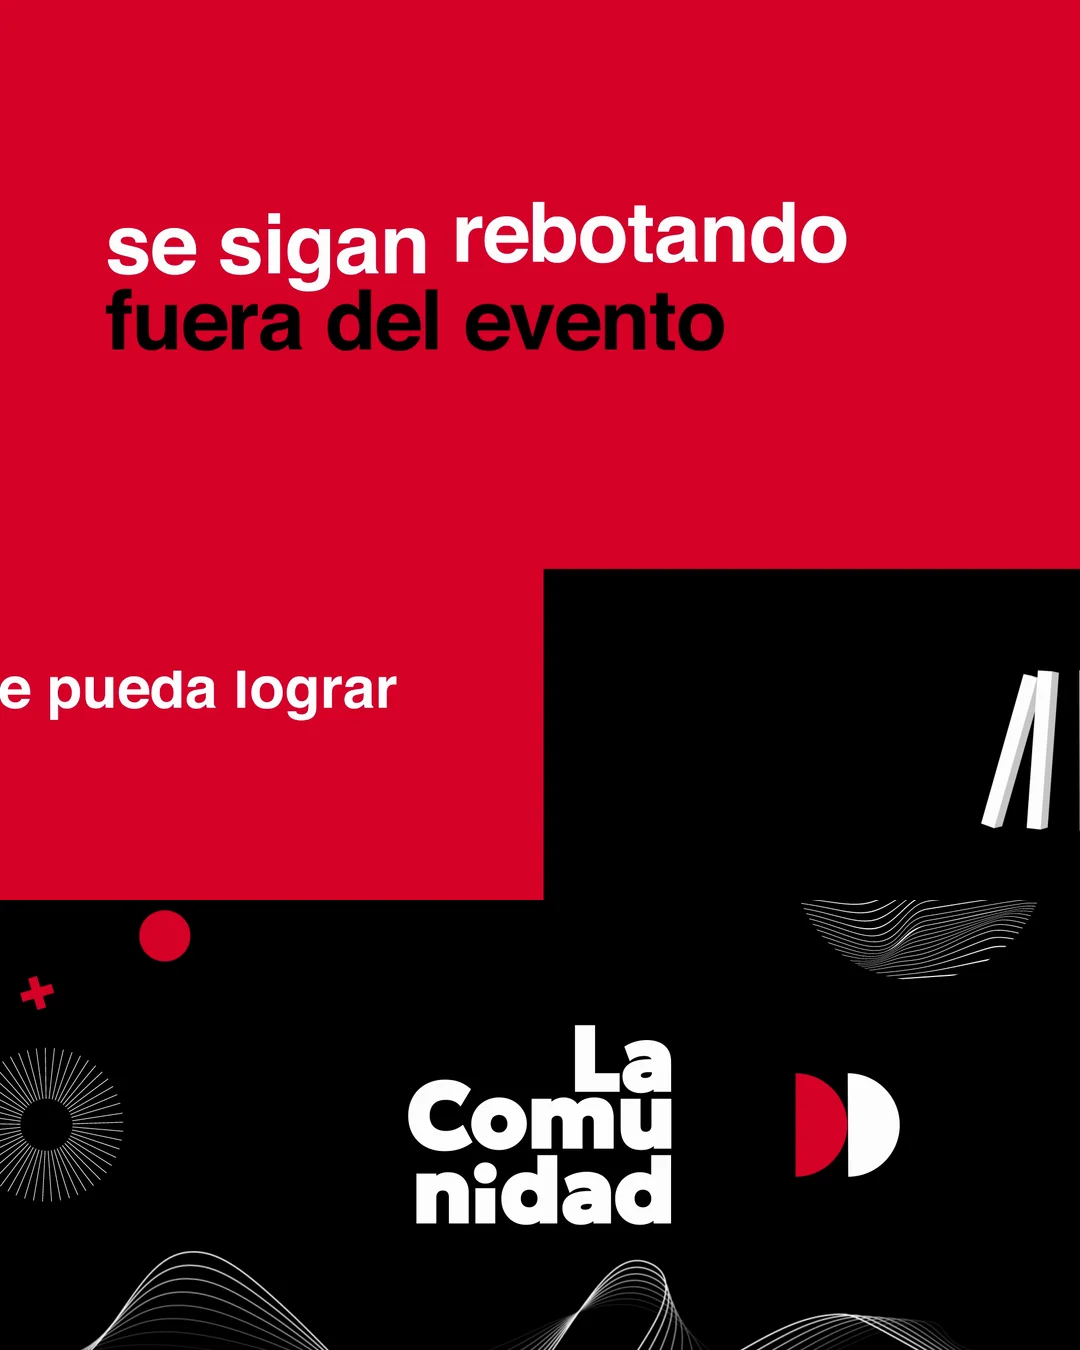 se sigan rebotando
fuera del evento
e pueda lograr
La
Comu
nidad